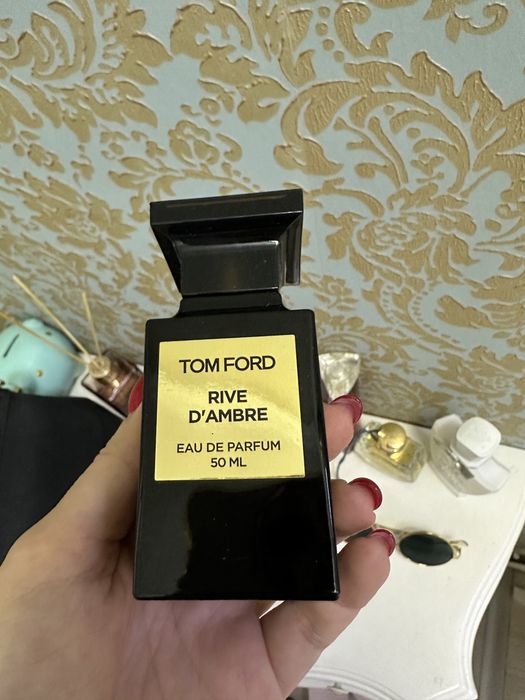 TOM FORD
RIVE
D'AMBRE
EAU DE PARFUM
50 ML